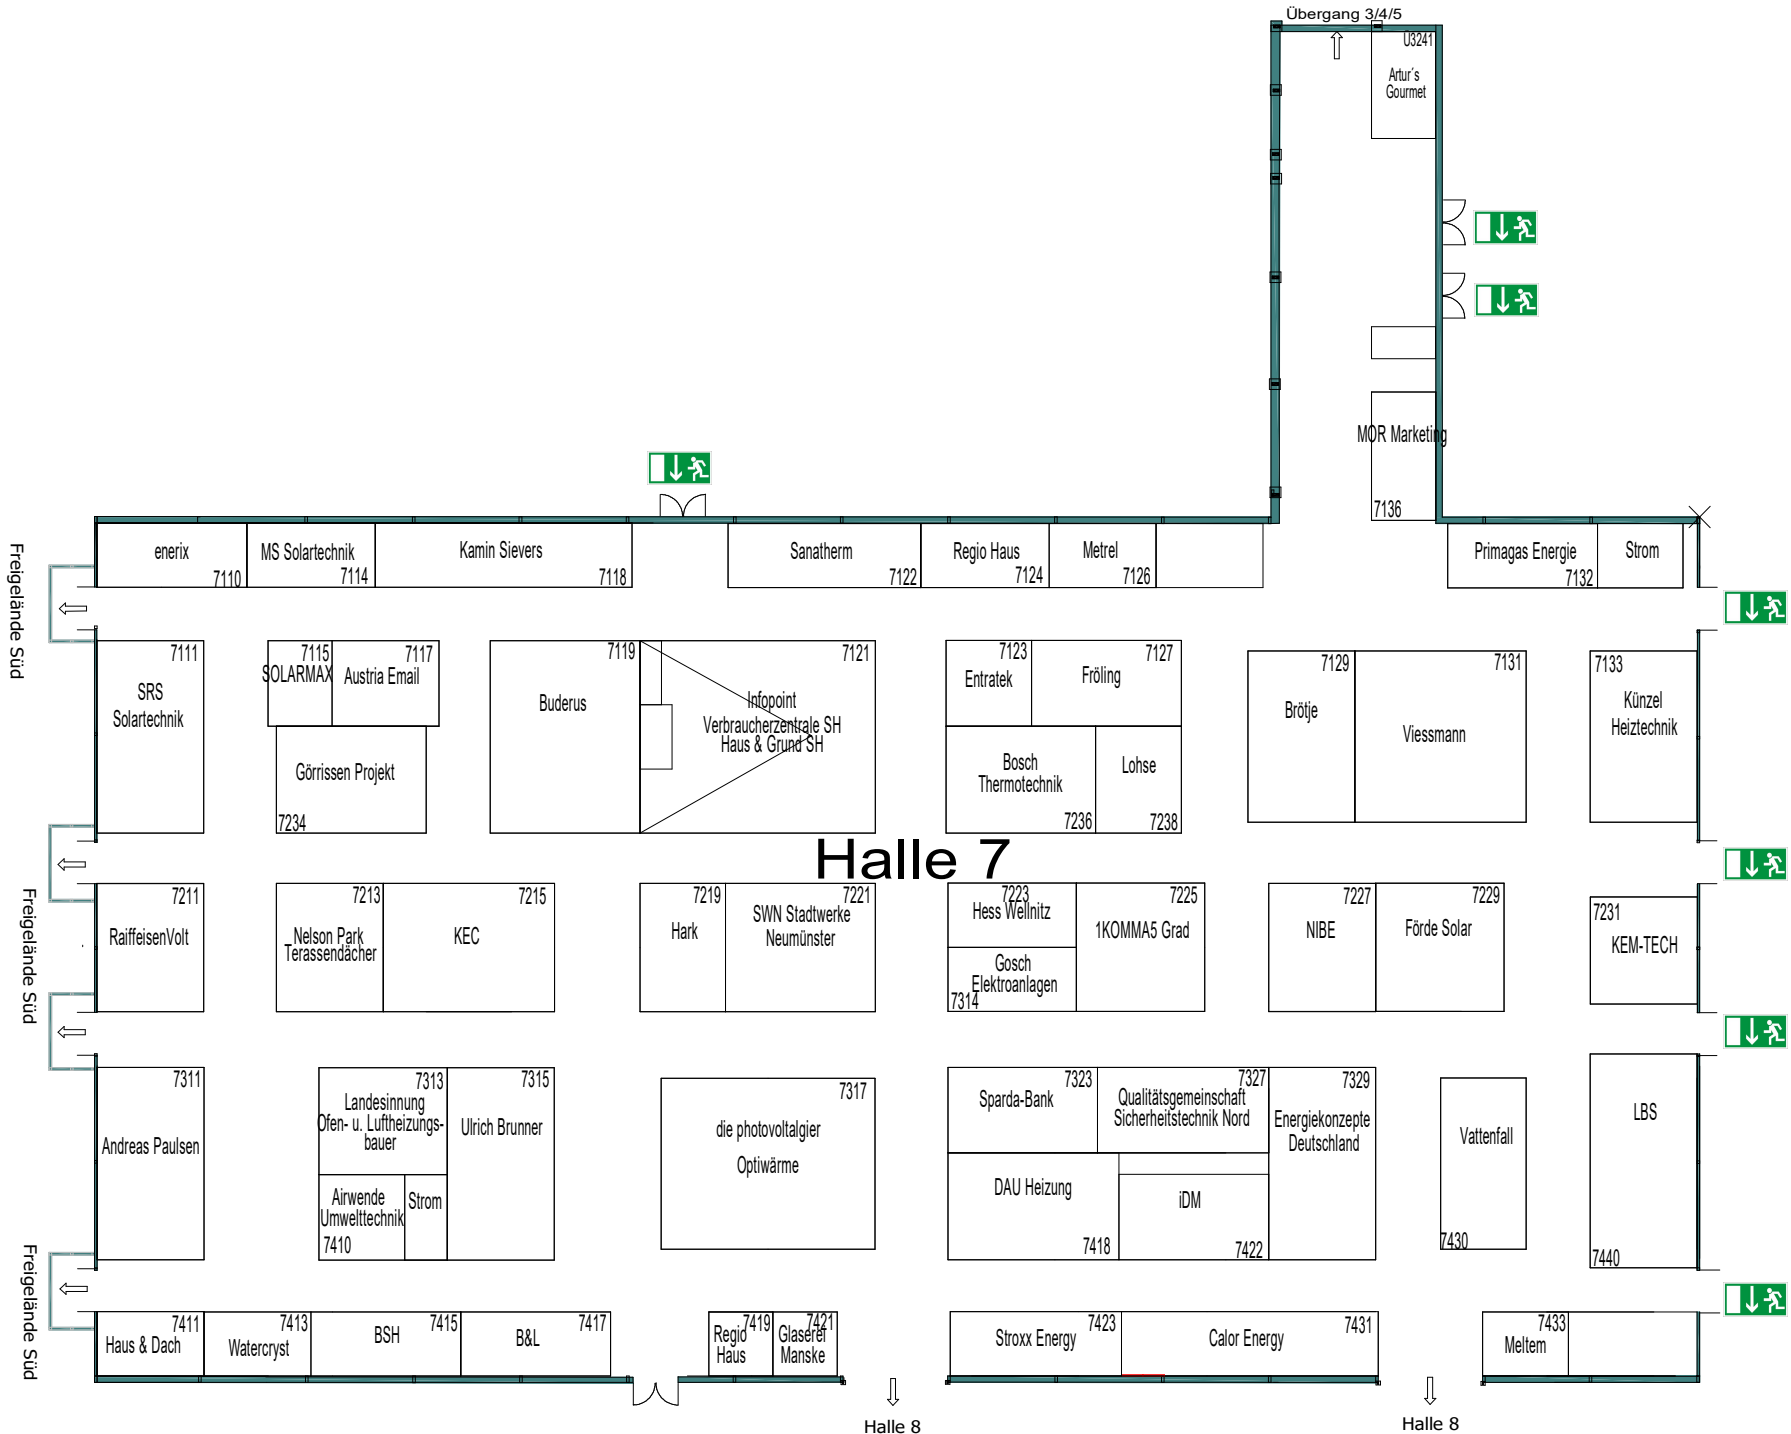 Übergang 3/4/5
Ü3241
Artur´s
Gourmet
MOR Marketing
7136
enerix
7110
MS Solartechnik
7114
Kamin Sievers
7118
Sanatherm
7122
Regio Haus
7124
Metrel
7126
Primagas Energie
7132
Strom
Freigelände Süd
7111
SRS
Solartechnik
7115
SOLARMAX
7117
Austria Email
Görrissen Projekt
7234
7119
Buderus
7121
Infopoint
Verbraucherzentrale SH
Haus & Grund SH
7123
Entratek
7127
Fröling
Bosch
Thermotechnik
7236
Lohse
7238
7129
Brötje
7131
Viessmann
7133
Künzel
Heiztechnik
Halle 7
Freigelände Süd
7211
RaiffeisenVolt
7213
Nelson Park
Terassendächer
7215
KEC
7219
Hark
7221
SWN Stadtwerke
Neumünster
7223
Hess Wellnitz
Gosch
Elektroanlagen
7314
7225
1KOMMA5 Grad
7227
NIBE
7229
Förde Solar
7231
KEM-TECH
7311
Andreas Paulsen
7313
Landesinnung
Ofen- u. Luftheizungs-
bauer
7315
Ulrich Brunner
Airwende
Umwelttechnik
7410
Strom
7317
die photovoltalgier
Optiwärme
7323
Sparda-Bank
7327
Qualitätsgemeinschaft
Sicherheitstechnik Nord
7329
Energiekonzepte
Deutschland
DAU Heizung
7418
iDM
7422
Vattenfall
7430
LBS
7440
Freigelände Süd
7411
Haus & Dach
7413
Watercryst
7415
BSH
7417
B&L
7419
Regio
Haus
7421
Glaserei
Manske
7423
Stroxx Energy
7431
Calor Energy
7433
Meltem
Halle 8
Halle 8